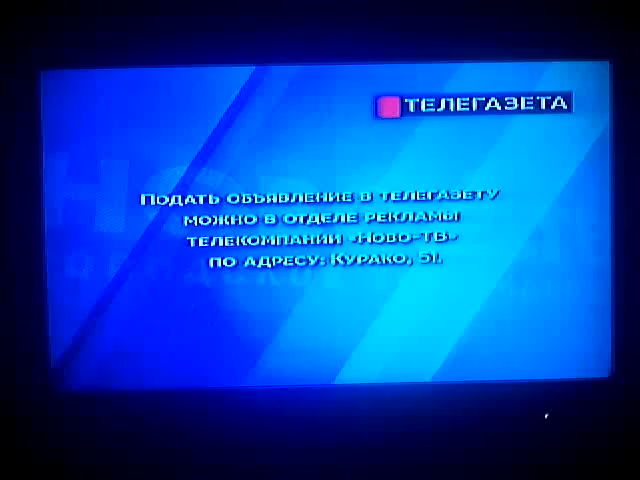 ТЕЛЕГАЗЕТА
ПОДАТЬ ОБЪЯВЛЕНИЕ В ТЕЛЕГАЗЕТУ
МОЖНО В ОТДЕЛЕ РЕКЛАМЫ
ТЕЛЕКОМПАНИИ «НОВО-ТВ»
ПО АДРЕСУ: КУРАКО, 51.